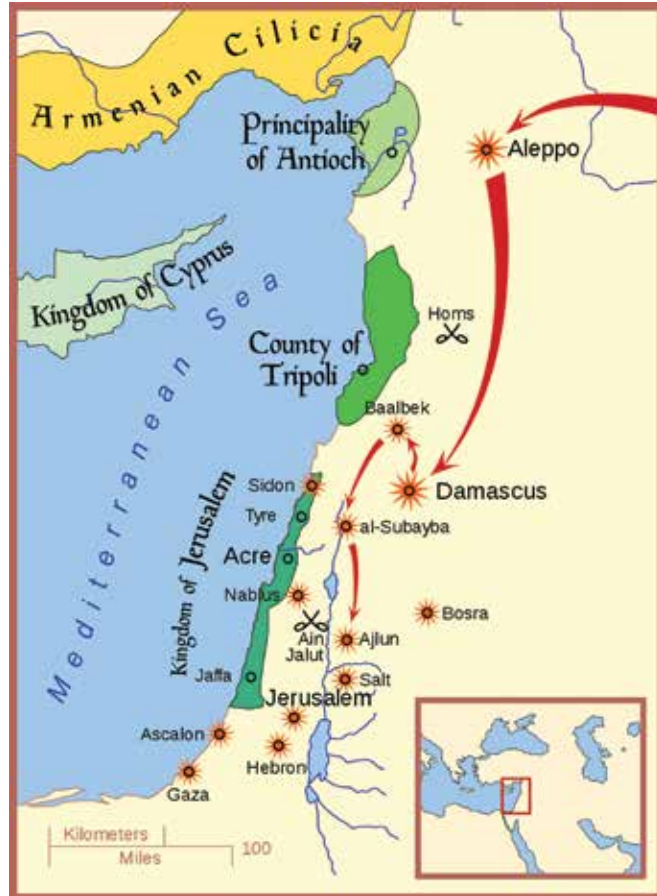 Armenian Cilicia
Principality
of Antioch
Aleppo
Kingdom of Cyprus
Mediterranean Sea
Homs
County of
Tripoli
Baalbek
Sidon
Damascus
Tyre
al-Subayba
Kingdom of Jerusalem
Acre
Nablus
Bosra
Ain
Jalut
Ajlun
Jaffa
Salt
Jerusalem
Ascalon
Hebron
Gaza
Kilometers
Miles
100